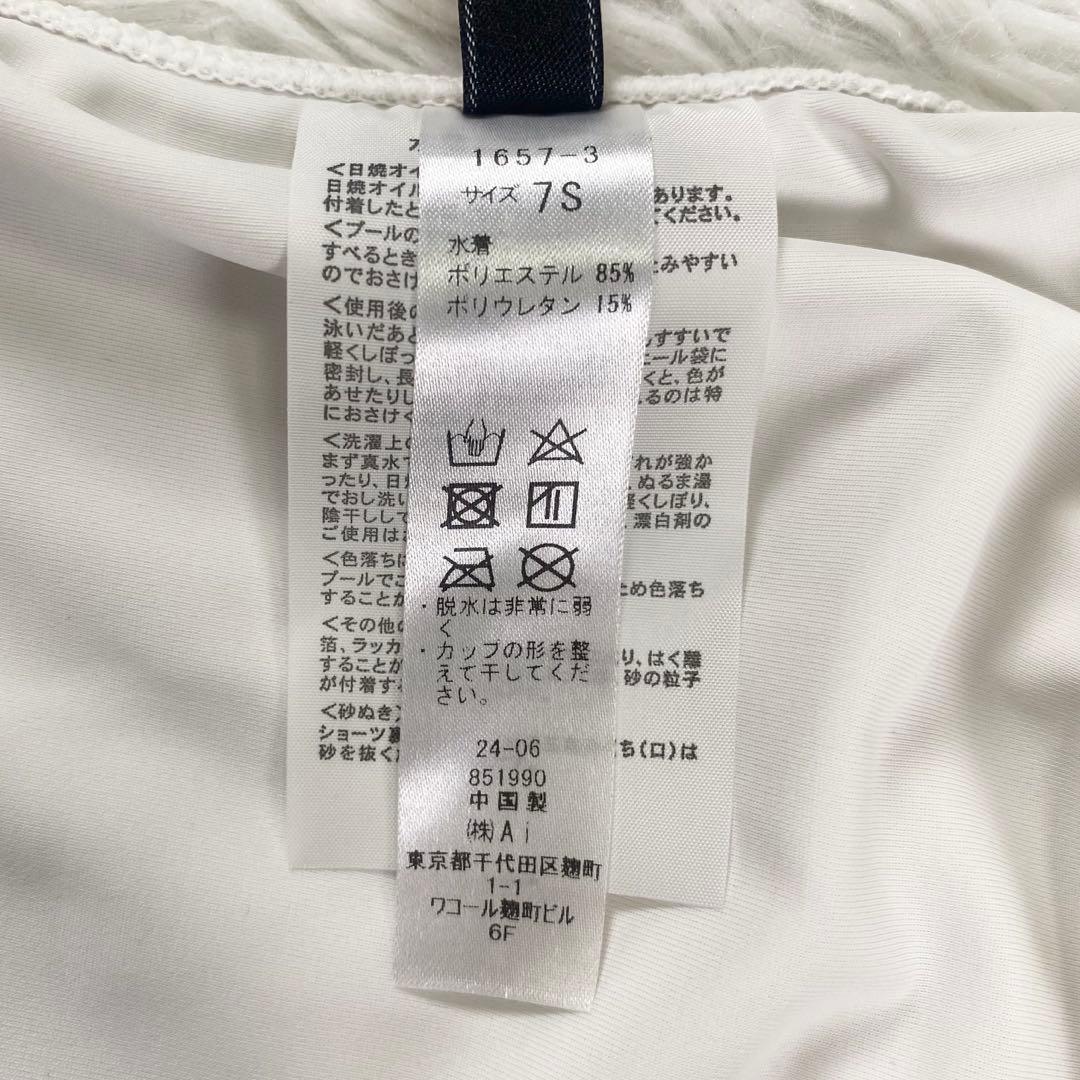 1657-3
サイズ 7S
水着
ポリエステル 85%
ポリウレタン 15%
・脱水は非常に弱
く
・カップの形を整
えて干してくだ
さい。
24-06
851990
中国製
(株)Ai
東京都千代田区麹町
1-1
ワコール麹町ビル
6F
<日焼オイ
日焼オイル あります。
付着したと てください。
<プールの
すべるとき とみやすい
のでおさけ
<使用後の
泳いだあと すすいで
軽くしぼっ ニール袋に
密封し、長 くと、色が
あせたりし るのは特
におさけく
<洗濯上の
まず真水で れが強か
ったり、日焼 ぬるま湯
でおし洗い 軽くしぼり、
陰干しして 漂白剤の
ご使用は
<色落ちに
プールでご ため色落ち
することが
<その他の
箔、ラッカ り、はく離
することが 砂の粒子
が付着する
<砂ぬき>
ショーツ裏 ち(口)は
砂を抜く